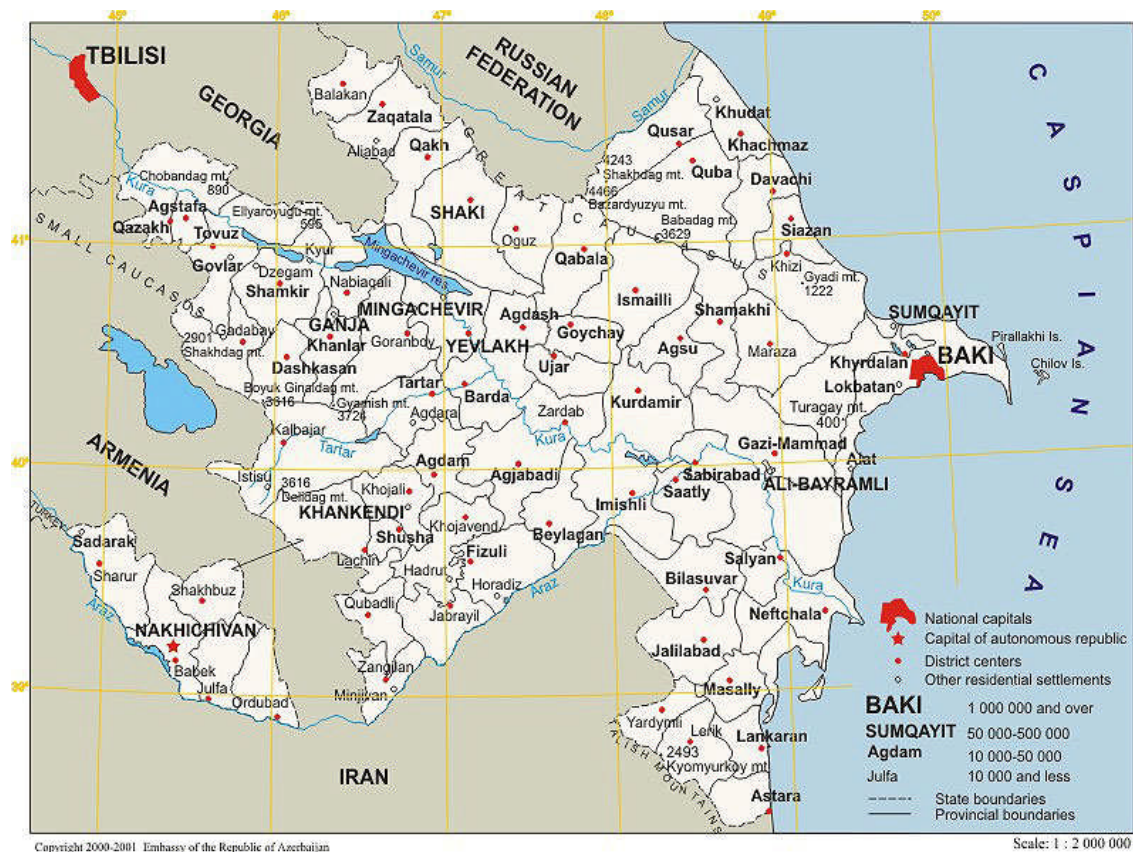 45° 46° 47° 48° 49° 50°
TBILISI
GEORGIA
RUSSIAN
FEDERATION
Samur
Samur
Balakan
Zaqatala
Aliabad
Qakh
GREAT CAUCASUS
Khudat
Qusar
Khachmaz
4243
Shakhdag mt.
Quba
4466
Bazardyuzyu mt.
Davachi
Babadag mt.
3629
Siazan
Khizi
Gyadi mt.
1222
CASPIAN SEA
Chobandag mt.
890
Kura
Agstafa
Qazakh
Tovuz
Ellyaroyugu mt.
595
SHAKI
Oguz
Qabala
41°
41°
SMALL CAUCASUS
Govlar
Dzegam
Kyur
Mingachevir res.
Shamkir
Nabiagali
MINGACHEVIR
Ismailli
Shamakhi
SUMQAYIT
GANJA
Khanlar
Goranboy
Agdash
Goychay
YEVLAKH
Agsu
Maraza
Pirallakhi Is.
Chilov Is.
Khyrdalan
BAKI
Lokbatan
2901
Gadabay
Shakhdag mt.
Dashkasan
Ujar
Boyuk Ginaldag mt.
3616
Gyamish mt.
3724
Tartar
Barda
Kurdamir
Turagay mt.
400
Agdara
Zardab
Kalbajar
Tartar
Kura
Gazi-Mammad
ARMENIA
40°
40°
Agdam
Agjabadi
Sabirabad
Alat
Istisu
3616
Delidag mt.
Khojali
Imishli
Saatly
ALI-BAYRAMLI
KHANKENDI
Khojavend
Shusha
Beylagan
TURKEY
Sadarak
Lachin
Fizuli
Salyan
Sharur
Hadrut
Horadiz
Araz
Bilasuvar
Kura
Shakhbuz
Qubadli
Jabrayil
Neftchala
Araz
NAKHICHIVAN
Jalilabad
Babek
Zangilan
39°
39°
Julfa
Minjivan
Masally
Ordubad
Yardymli
Lerik
Lankaran
2493
Kyomyurkoy mt.
TALISH MOUNTAINS
IRAN
Astara
National capitals
Capital of autonomous republic
District centers
Other residential settlements
BAKI 1 000 000 and over
SUMQAYIT 50 000-500 000
Agdam 10 000-50 000
Julfa 10 000 and less
State boundaries
Provincial boundaries
Copyright 2000-2001 Embassy of the Republic of Azerbaijan
Scale: 1 : 2 000 000